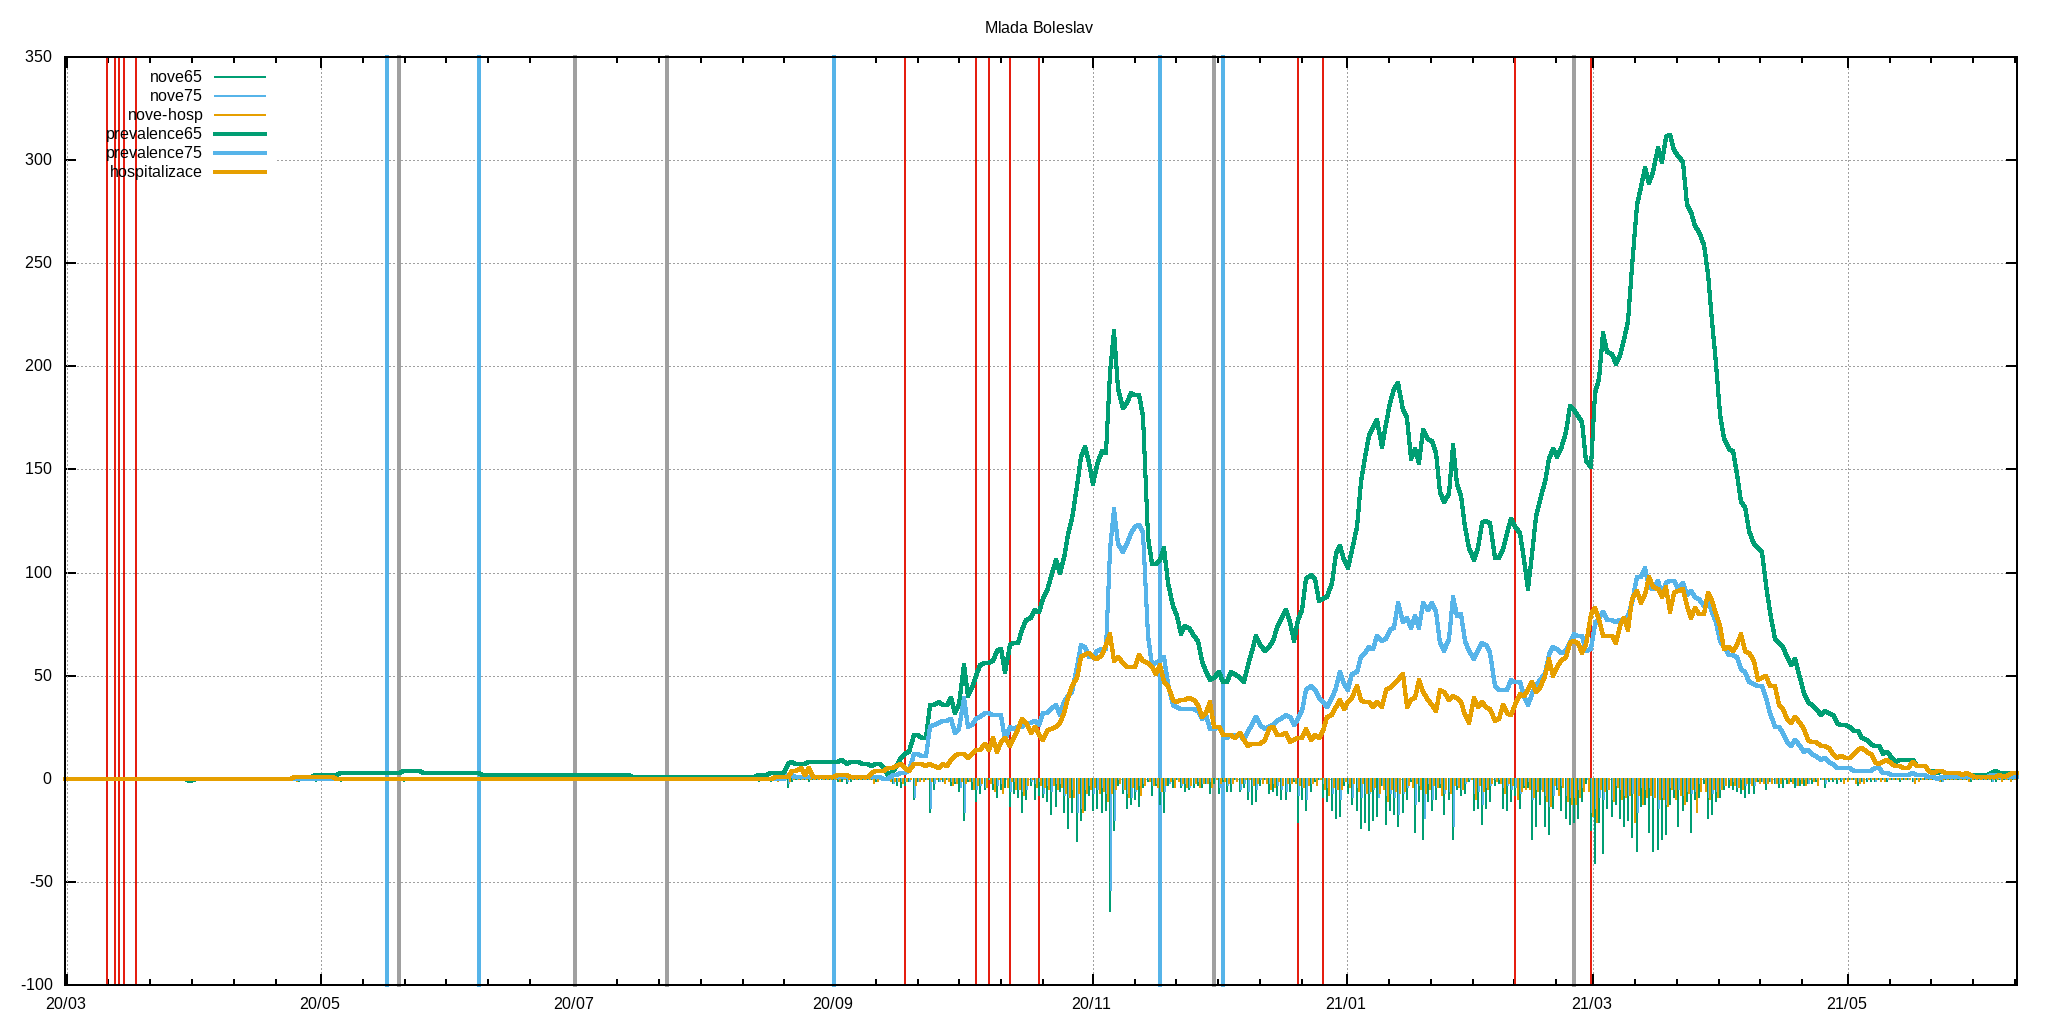 Mlada Boleslav
350
300
250
200
150
100
50
0
-50
-100
nove65
nove75
nove-hosp
prevalence65
prevalence75
hospitalizace
20/03 20/05 20/07 20/09 20/11 21/01 21/03 21/05